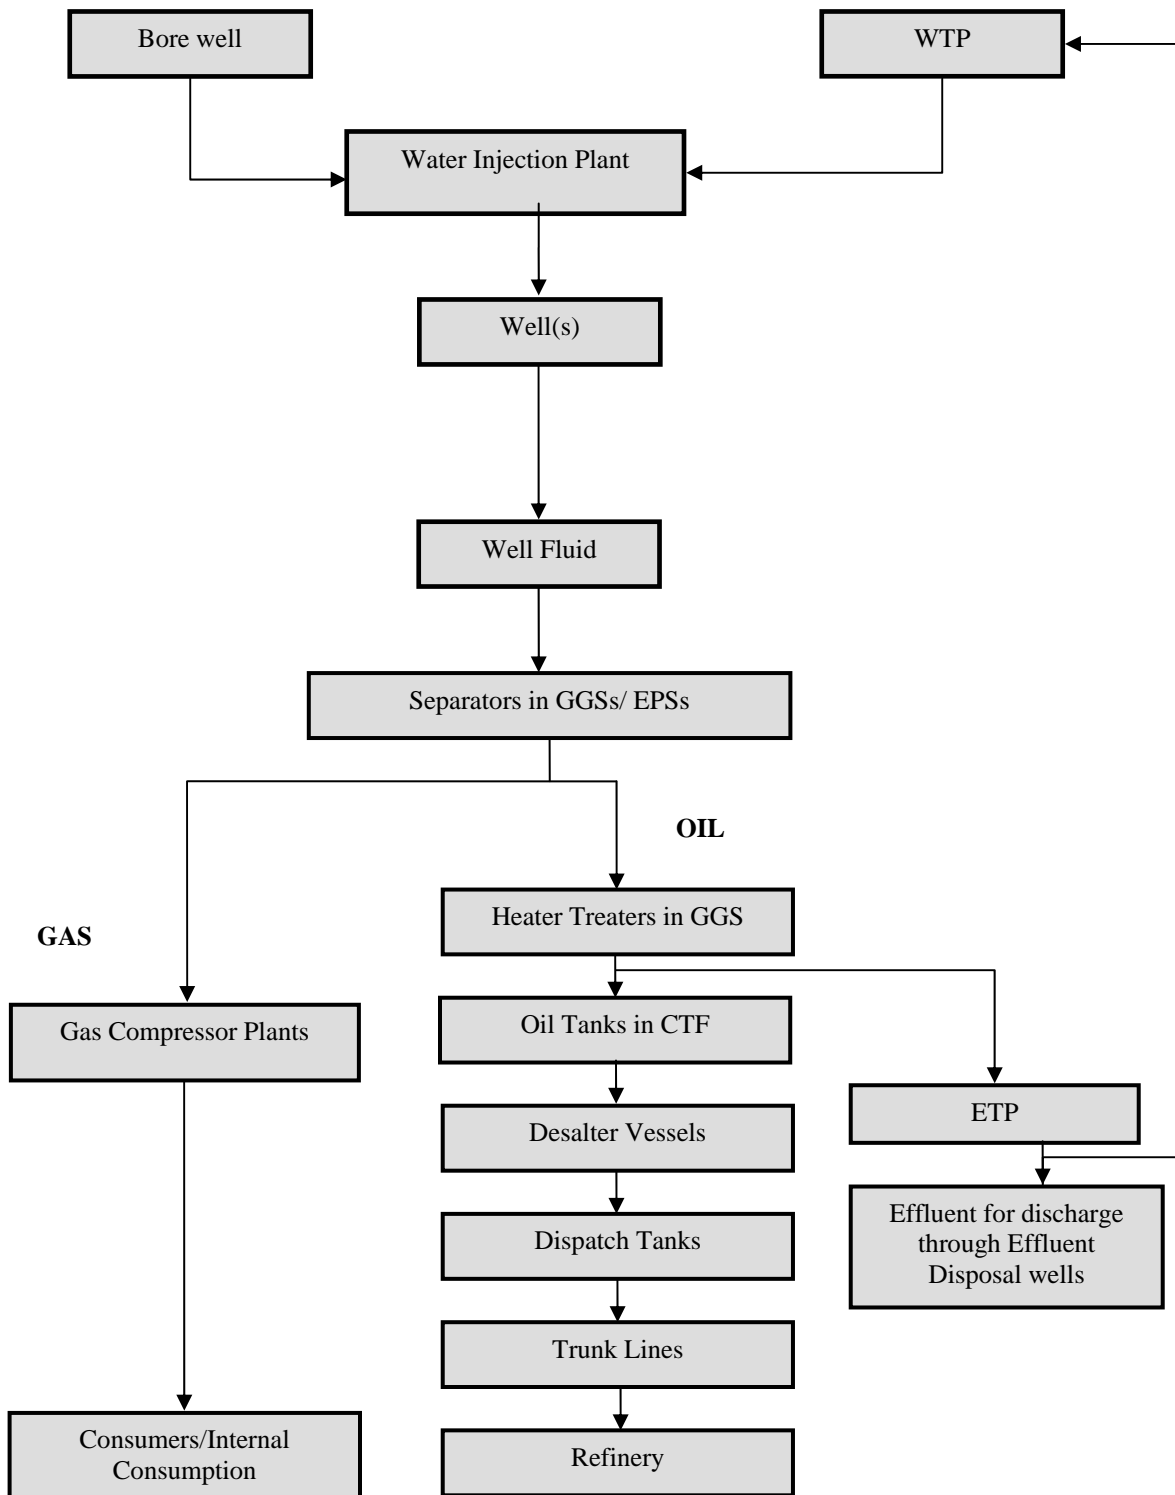 Bore well
WTP
Water Injection Plant
Well(s)
Well Fluid
Separators in GGSs/ EPSs
OIL
GAS
Heater Treaters in GGS
Gas Compressor Plants
Oil Tanks in CTF
ETP
Desalter Vessels
Effluent for discharge
through Effluent
Disposal wells
Dispatch Tanks
Trunk Lines
Consumers/Internal
Consumption
Refinery